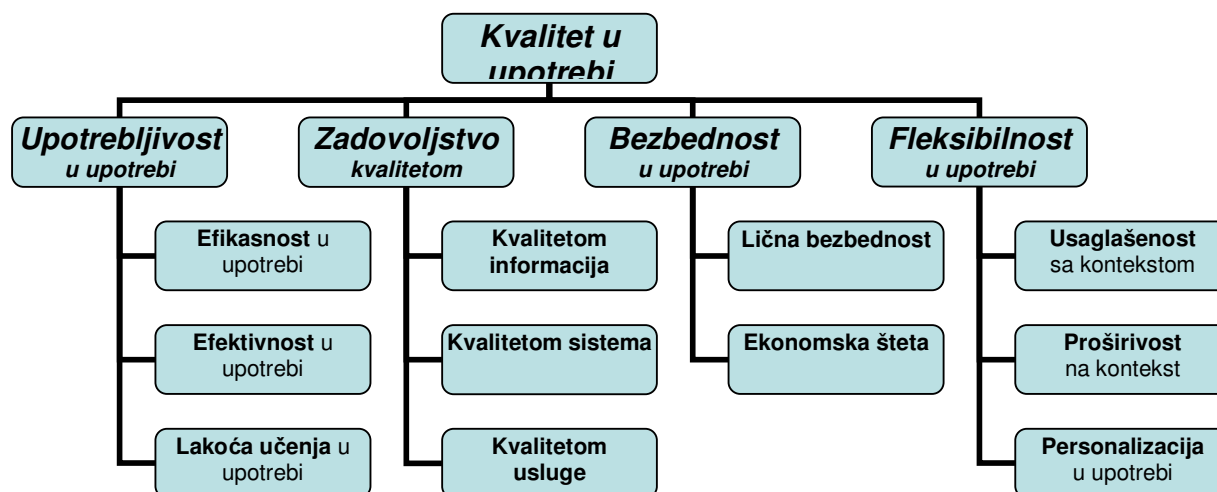 Kvalitet u
upotrebi
Upotrebljivost
u upotrebi
Zadovoljstvo
kvalitetom
Bezbednost
u upotrebi
Fleksibilnost
u upotrebi
Efikasnost u
upotrebi
Kvalitetom
informacija
Lična bezbednost
Usaglašenost
sa kontekstom
Efektivnost u
upotrebi
Kvalitetom sistema
Ekonomska šteta
Proširivost
na kontekst
Lakoća učenja u
upotrebi
Kvalitetom
usluge
Personalizacija
u upotrebi